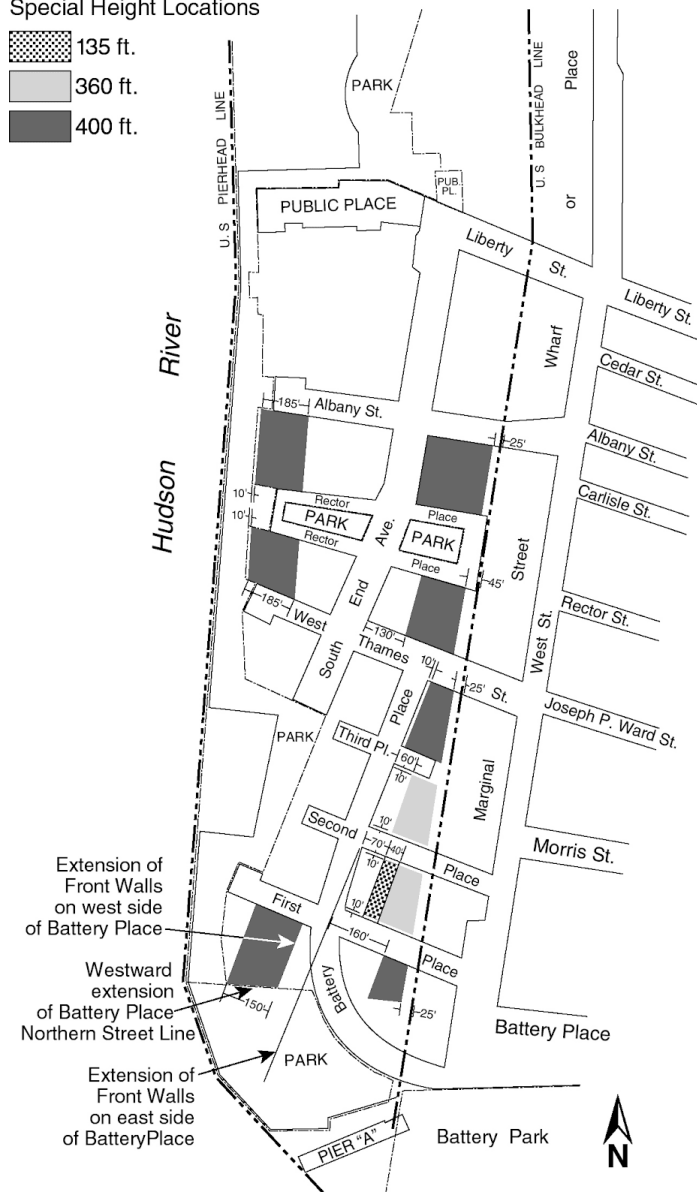 Special Height Locations
135 ft.
360 ft.
400 ft.
U.S PIERHEAD LINE
PARK
U.S BULKHEAD LINE
Place
or
PUB.
PL.
PUBLIC PLACE
Liberty
St.
Liberty St.
Hudson River
Wharf
Cedar St.
185'
Albany St.
25'
Albany St.
10'
Rector
Place
Carlisle St.
10'
PARK
Ave.
PARK
Rector
Place
Street
45'
185'
End
Rector St.
West
130'
Thames
South
West St.
10'
25'
St.
Place
Joseph P. Ward St.
PARK
Third Pl.
60'
10'
Marginal
Second
10'
70'
40'
Place
Morris St.
10'
Extension of
Front Walls
on west side
of Battery Place
First
10'
160'
Place
Westward
extension
of Battery Place
Northern Street Line
150'
Battery
25'
Battery Place
PARK
Extension of
Front Walls
on east side
of BatteryPlace
PIER "A"
Battery Park
N